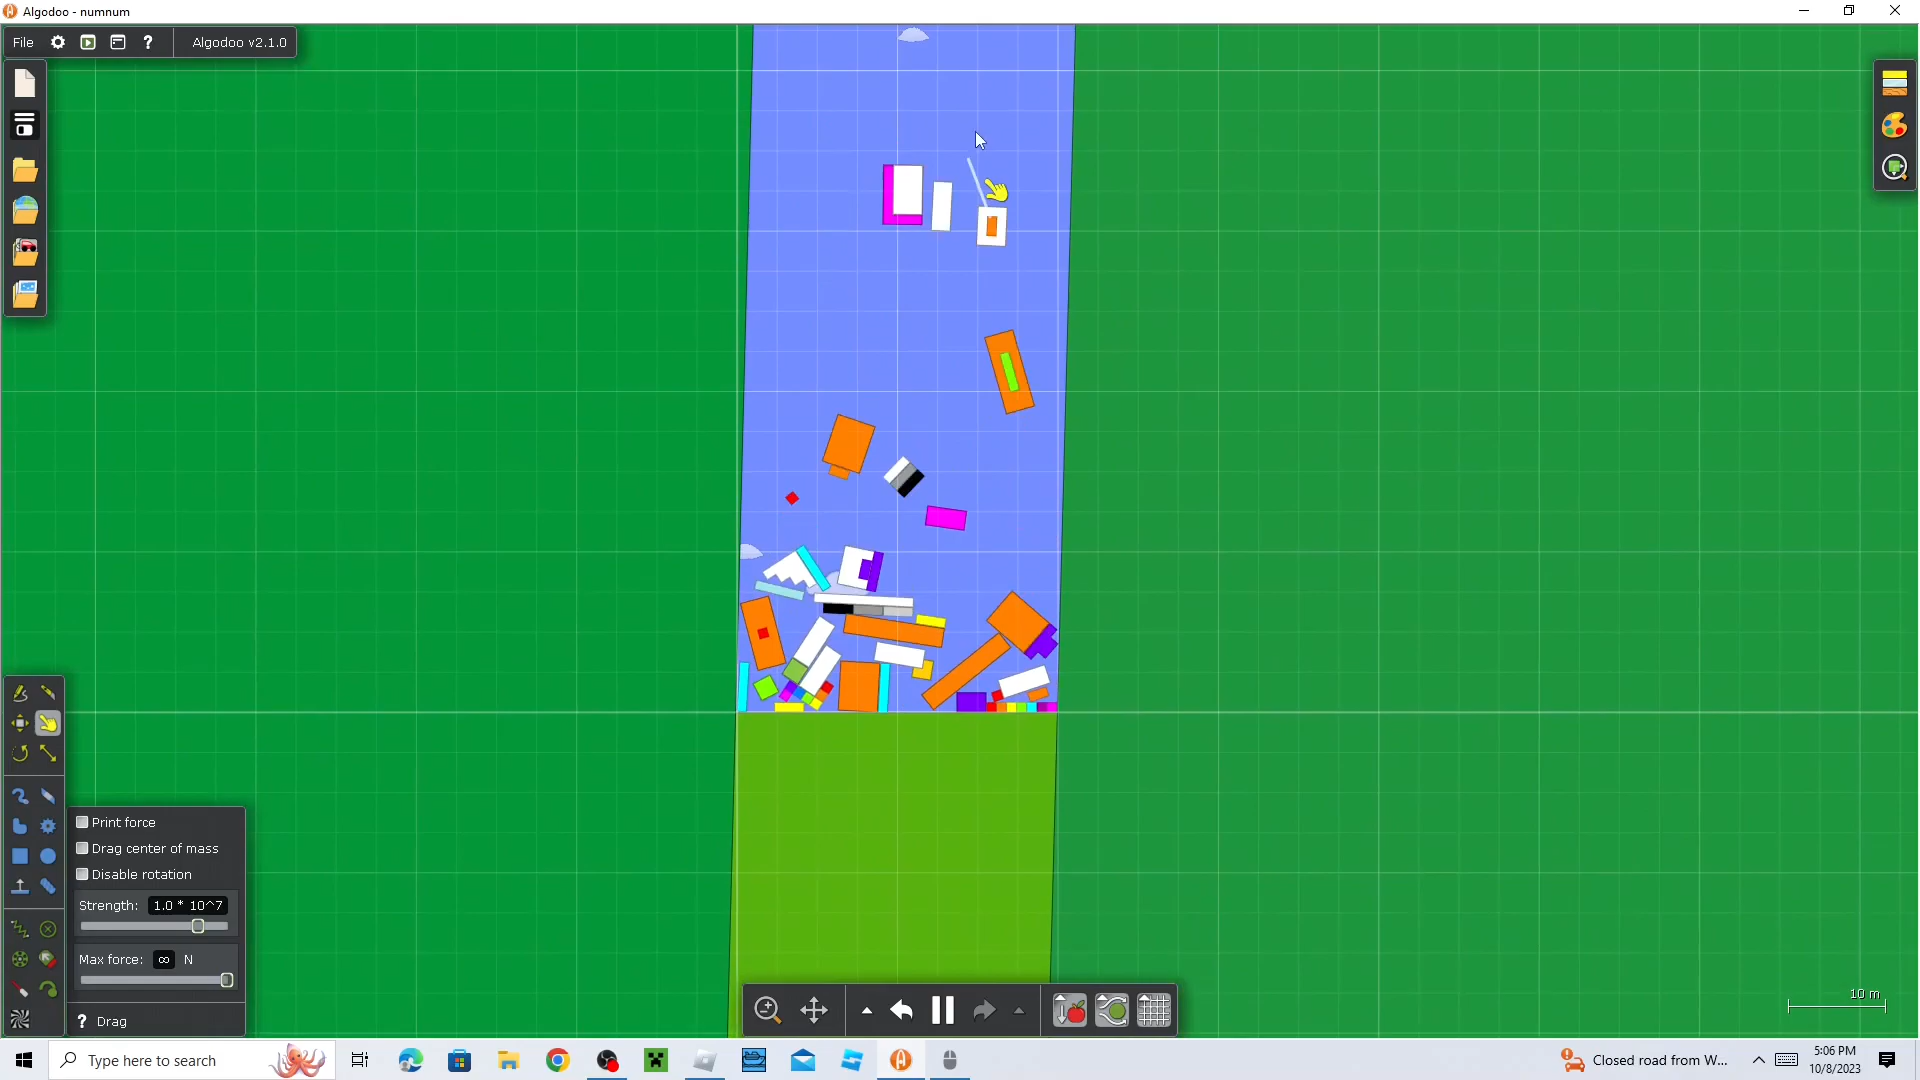 Algodoo - numnum
File
?
Algodoo v2.1.0
Print force
Drag center of mass
Disable rotation
Strength: 1.0 * 10^7
Max force: ∞ N
? Drag
10 m
Type here to search
Closed road from W...
5:06 PM
10/8/2023